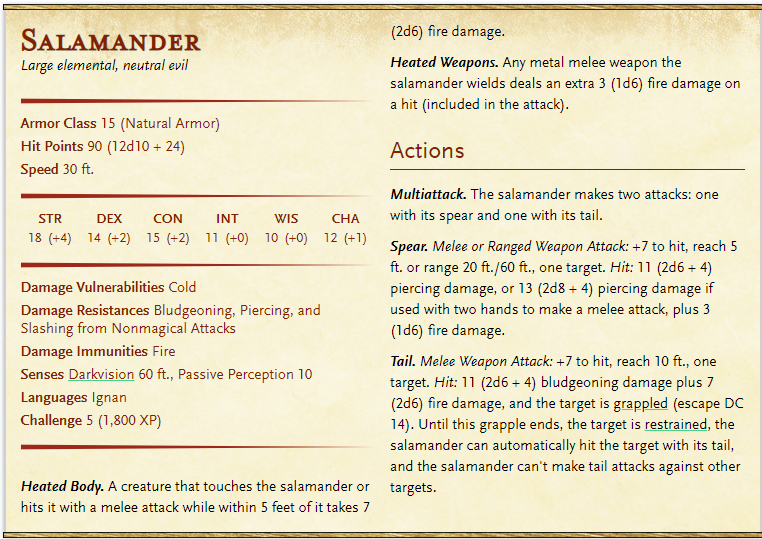 Salamander
Large elemental, neutral evil
Armor Class 15 (Natural Armor)
Hit Points 90 (12d10 + 24)
Speed 30 ft.
STR DEX CON INT WIS CHA
18 (+4) 14 (+2) 15 (+2) 11 (+0) 10 (+0) 12 (+1)
Damage Vulnerabilities Cold
Damage Resistances Bludgeoning, Piercing, and
Slashing from Nonmagical Attacks
Damage Immunities Fire
Senses Darkvision 60 ft., Passive Perception 10
Languages Ignan
Challenge 5 (1,800 XP)
Heated Body. A creature that touches the salamander or
hits it with a melee attack while within 5 feet of it takes 7
(2d6) fire damage.
Heated Weapons. Any metal melee weapon the
salamander wields deals an extra 3 (1d6) fire damage on
a hit (included in the attack).
Actions
Multiattack. The salamander makes two attacks: one
with its spear and one with its tail.
Spear. Melee or Ranged Weapon Attack: +7 to hit, reach 5
ft. or range 20 ft./60 ft., one target. Hit: 11 (2d6 + 4)
piercing damage, or 13 (2d8 + 4) piercing damage if
used with two hands to make a melee attack, plus 3
(1d6) fire damage.
Tail. Melee Weapon Attack: +7 to hit, reach 10 ft., one
target. Hit: 11 (2d6 + 4) bludgeoning damage plus 7
(2d6) fire damage, and the target is grappled (escape DC
14). Until this grapple ends, the target is restrained, the
salamander can automatically hit the target with its tail,
and the salamander can't make tail attacks against other
targets.